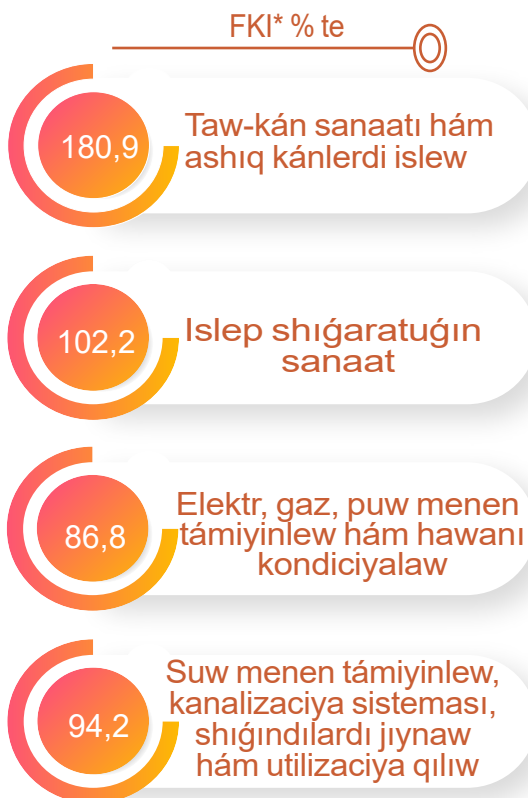 FKI* % te
180,9
Taw-kán sanaatı hám
ashıq kánlerdi islew
102,2
Islep shıǵaratuǵın
sanaat
86,8
Elektr, gaz, puw menen
támiyinlew hám hawanı
kondiciyalaw
94,2
Suw menen támiyinlew,
kanalizaciya sisteması,
shıǵındılardı jıynaw
hám utilizaciya qılıw